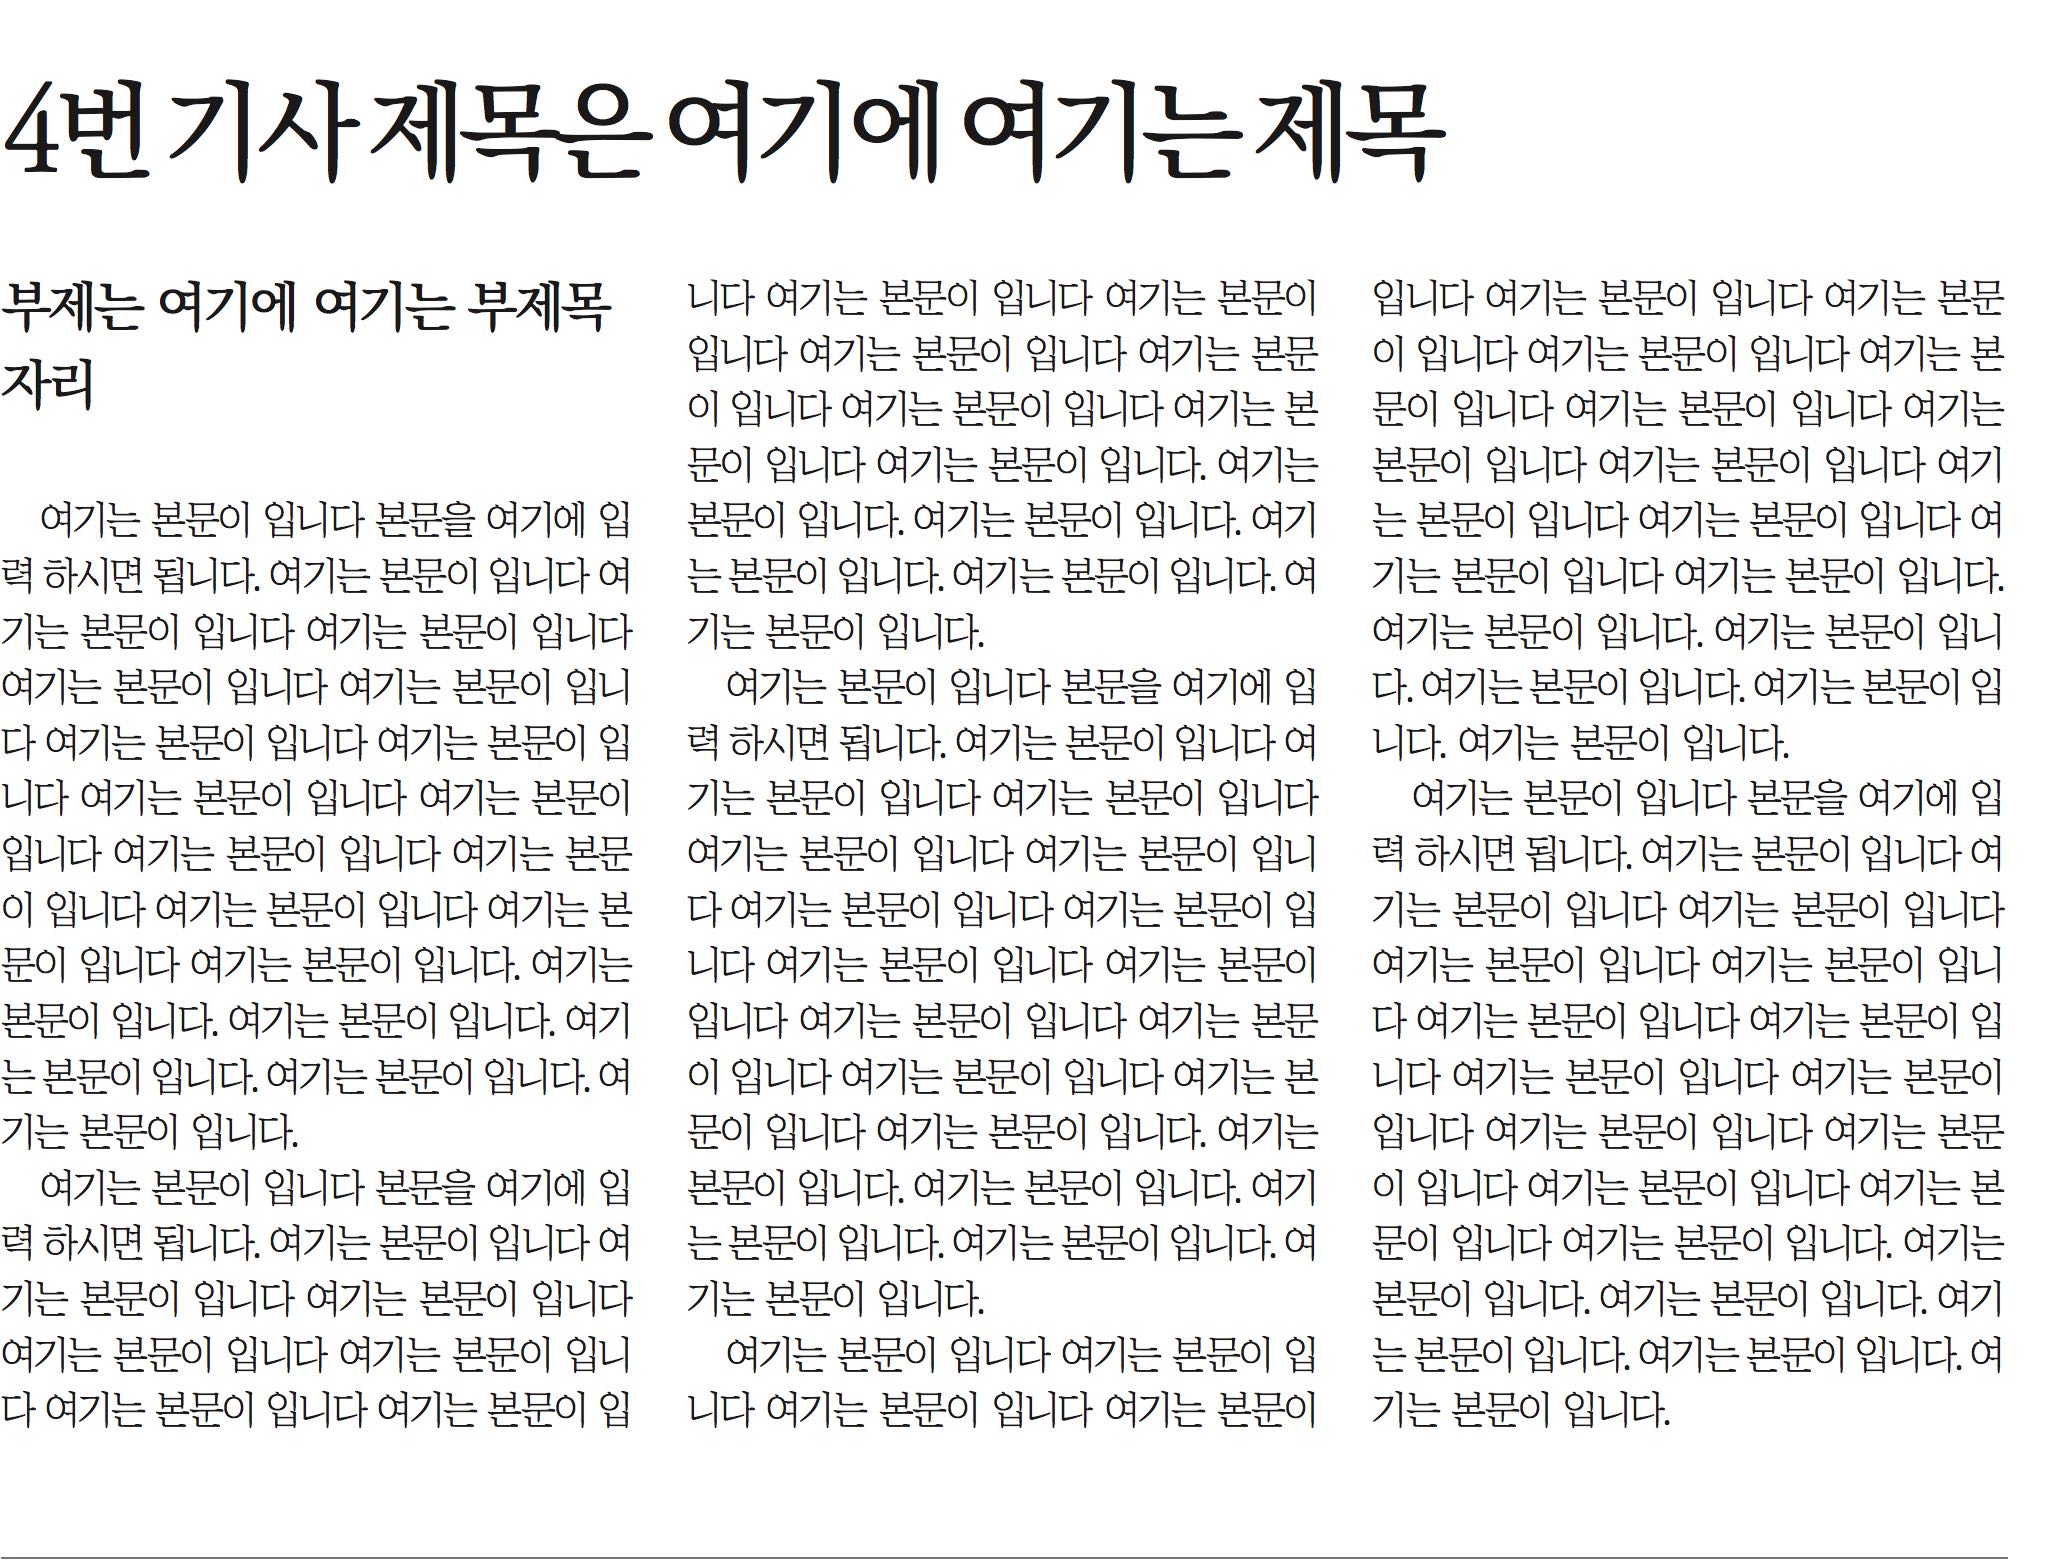 4번 기사 제목은 여기에 여기는 제목
부제는 여기에 여기는 부제목
자리
여기는 본문이 입니다 본문을 여기에 입
력 하시면 됩니다. 여기는 본문이 입니다 여
기는 본문이 입니다 여기는 본문이 입니다
여기는 본문이 입니다 여기는 본문이 입니
다 여기는 본문이 입니다 여기는 본문이 입
니다 여기는 본문이 입니다 여기는 본문이
입니다 여기는 본문이 입니다 여기는 본문
이 입니다 여기는 본문이 입니다 여기는 본
문이 입니다 여기는 본문이 입니다. 여기는
본문이 입니다. 여기는 본문이 입니다. 여기
는 본문이 입니다. 여기는 본문이 입니다. 여
기는 본문이 입니다.
여기는 본문이 입니다 본문을 여기에 입
력 하시면 됩니다. 여기는 본문이 입니다 여
기는 본문이 입니다 여기는 본문이 입니다
여기는 본문이 입니다 여기는 본문이 입니
다 여기는 본문이 입니다 여기는 본문이 입
니다 여기는 본문이 입니다 여기는 본문이
입니다 여기는 본문이 입니다 여기는 본문
이 입니다 여기는 본문이 입니다 여기는 본
문이 입니다 여기는 본문이 입니다. 여기는
본문이 입니다. 여기는 본문이 입니다. 여기
는 본문이 입니다. 여기는 본문이 입니다. 여
기는 본문이 입니다.
여기는 본문이 입니다 본문을 여기에 입
력 하시면 됩니다. 여기는 본문이 입니다 여
기는 본문이 입니다 여기는 본문이 입니다
여기는 본문이 입니다 여기는 본문이 입니
다 여기는 본문이 입니다 여기는 본문이 입
니다 여기는 본문이 입니다 여기는 본문이
입니다 여기는 본문이 입니다 여기는 본문
이 입니다 여기는 본문이 입니다 여기는 본
문이 입니다 여기는 본문이 입니다. 여기는
본문이 입니다. 여기는 본문이 입니다. 여기
는 본문이 입니다. 여기는 본문이 입니다. 여
기는 본문이 입니다.
여기는 본문이 입니다 여기는 본문이 입
니다 여기는 본문이 입니다 여기는 본문이
입니다 여기는 본문이 입니다 여기는 본문
이 입니다 여기는 본문이 입니다 여기는 본
문이 입니다 여기는 본문이 입니다 여기는
본문이 입니다 여기는 본문이 입니다 여기
는 본문이 입니다 여기는 본문이 입니다 여
기는 본문이 입니다 여기는 본문이 입니다.
여기는 본문이 입니다. 여기는 본문이 입니
다. 여기는 본문이 입니다. 여기는 본문이 입
니다. 여기는 본문이 입니다.
여기는 본문이 입니다 본문을 여기에 입
력 하시면 됩니다. 여기는 본문이 입니다 여
기는 본문이 입니다 여기는 본문이 입니다
여기는 본문이 입니다 여기는 본문이 입니
다 여기는 본문이 입니다 여기는 본문이 입
니다 여기는 본문이 입니다 여기는 본문이
입니다 여기는 본문이 입니다 여기는 본문
이 입니다 여기는 본문이 입니다 여기는 본
문이 입니다 여기는 본문이 입니다. 여기는
본문이 입니다. 여기는 본문이 입니다. 여기
는 본문이 입니다. 여기는 본문이 입니다. 여
기는 본문이 입니다.